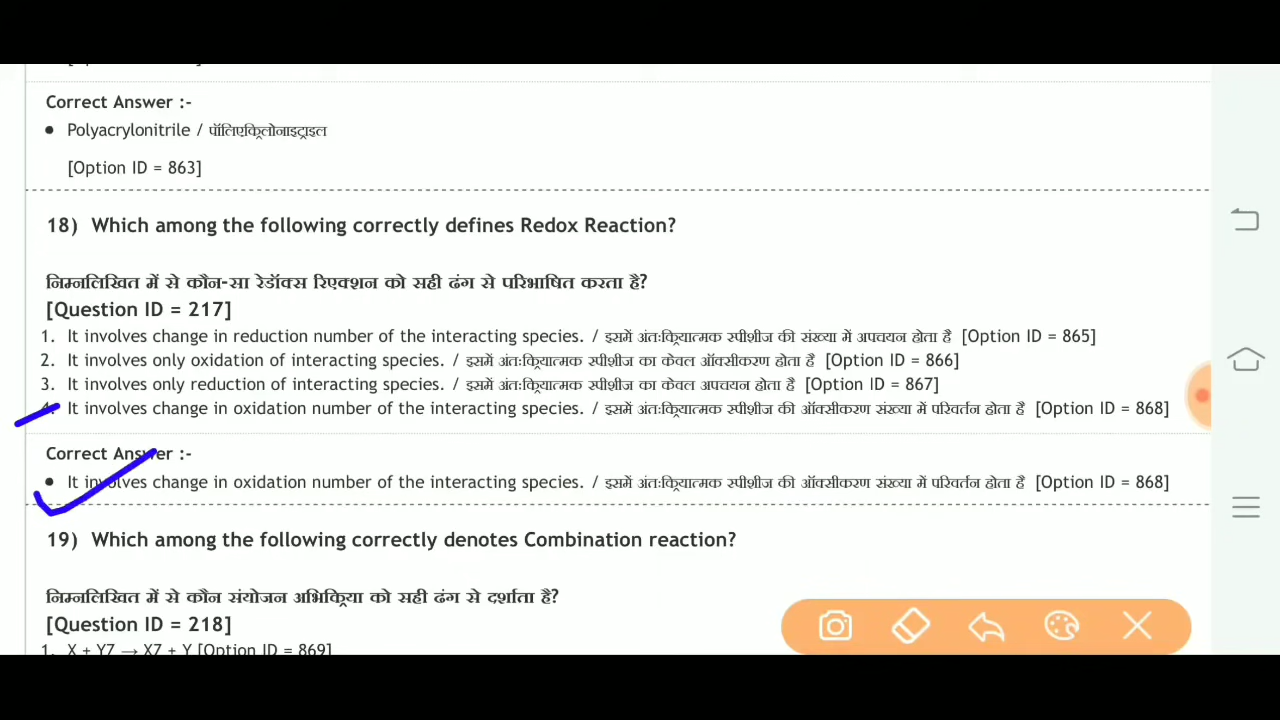 Correct Answer :-
• Polyacrylonitrile / पॉलिएक्रिलोनाइट्राइल
[Option ID = 863]
18) Which among the following correctly defines Redox Reaction?
निम्नलिखित में से कौन-सा रेडॉक्स रिएक्शन को सही ढंग से परिभाषित करता है?
[Question ID = 217]
1. It involves change in reduction number of the interacting species. / इसमें अंतःक्रियात्मक स्पीशीज की संख्या में अपचयन होता है [Option ID = 865]
2. It involves only oxidation of interacting species. / इसमें अंतःक्रियात्मक स्पीशीज का केवल ऑक्सीकरण होता है [Option ID = 866]
3. It involves only reduction of interacting species. / इसमें अंतःक्रियात्मक स्पीशीज का केवल अपचयन होता है [Option ID = 867]
4. It involves change in oxidation number of the interacting species. / इसमें अंतःक्रियात्मक स्पीशीज की ऑक्सीकरण संख्या में परिवर्तन होता है [Option ID = 868]
Correct Answer :-
• It involves change in oxidation number of the interacting species. / इसमें अंतःक्रियात्मक स्पीशीज की ऑक्सीकरण संख्या में परिवर्तन होता है [Option ID = 868]
19) Which among the following correctly denotes Combination reaction?
निम्नलिखित में से कौन संयोजन अभिक्रिया को सही ढंग से दर्शाता है?
[Question ID = 218]
1. X + YZ → XZ + Y [Option ID = 869]